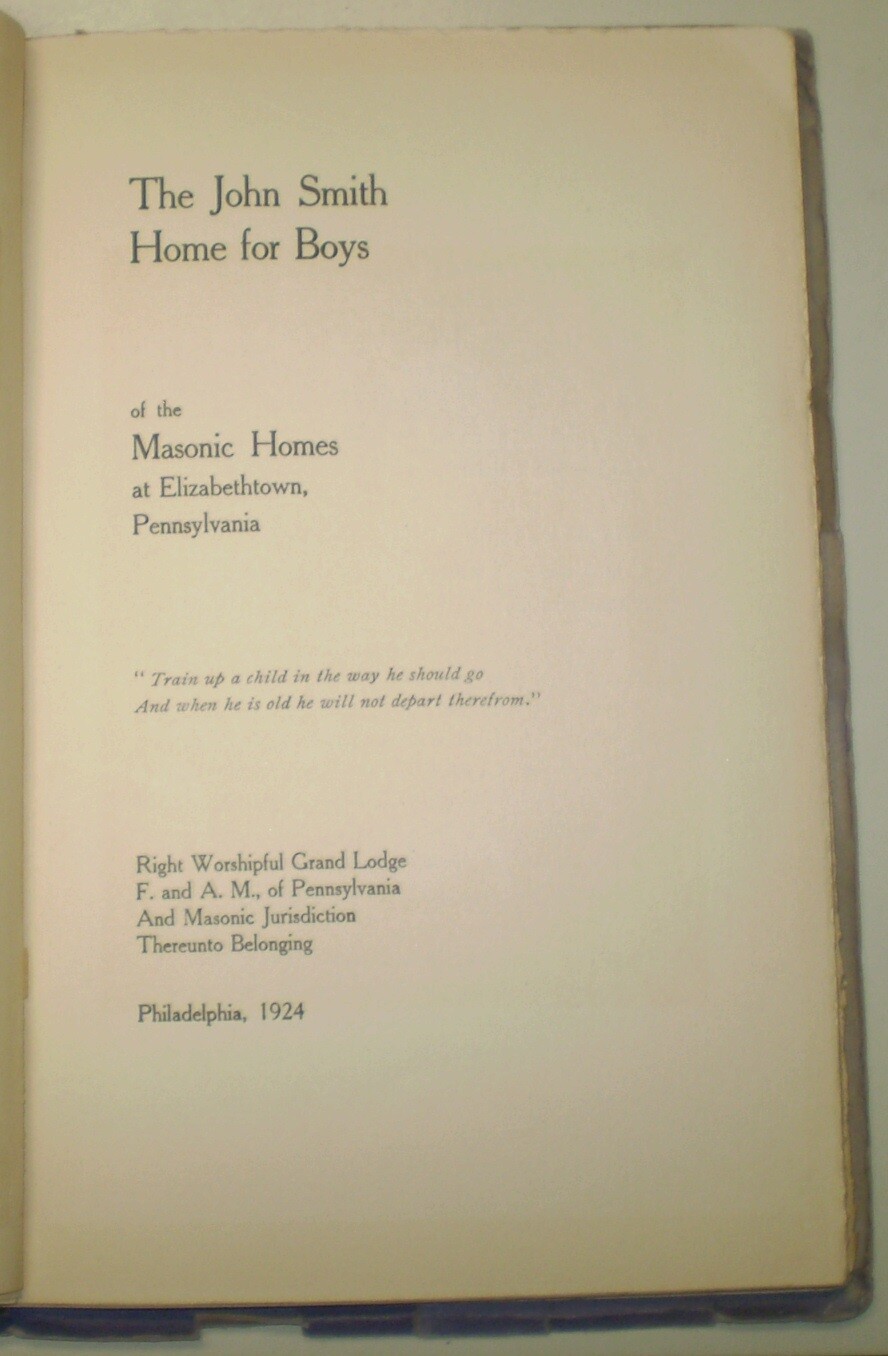 The John Smith
Home for Boys
of the
Masonic Homes
at Elizabethtown,
Pennsylvania
" Train up a child in the way he should go
And when he is old he will not depart therefrom."
Right Worshipful Grand Lodge
F. and A. M., of Pennsylvania
And Masonic Jurisdiction
Thereunto Belonging
Philadelphia, 1924